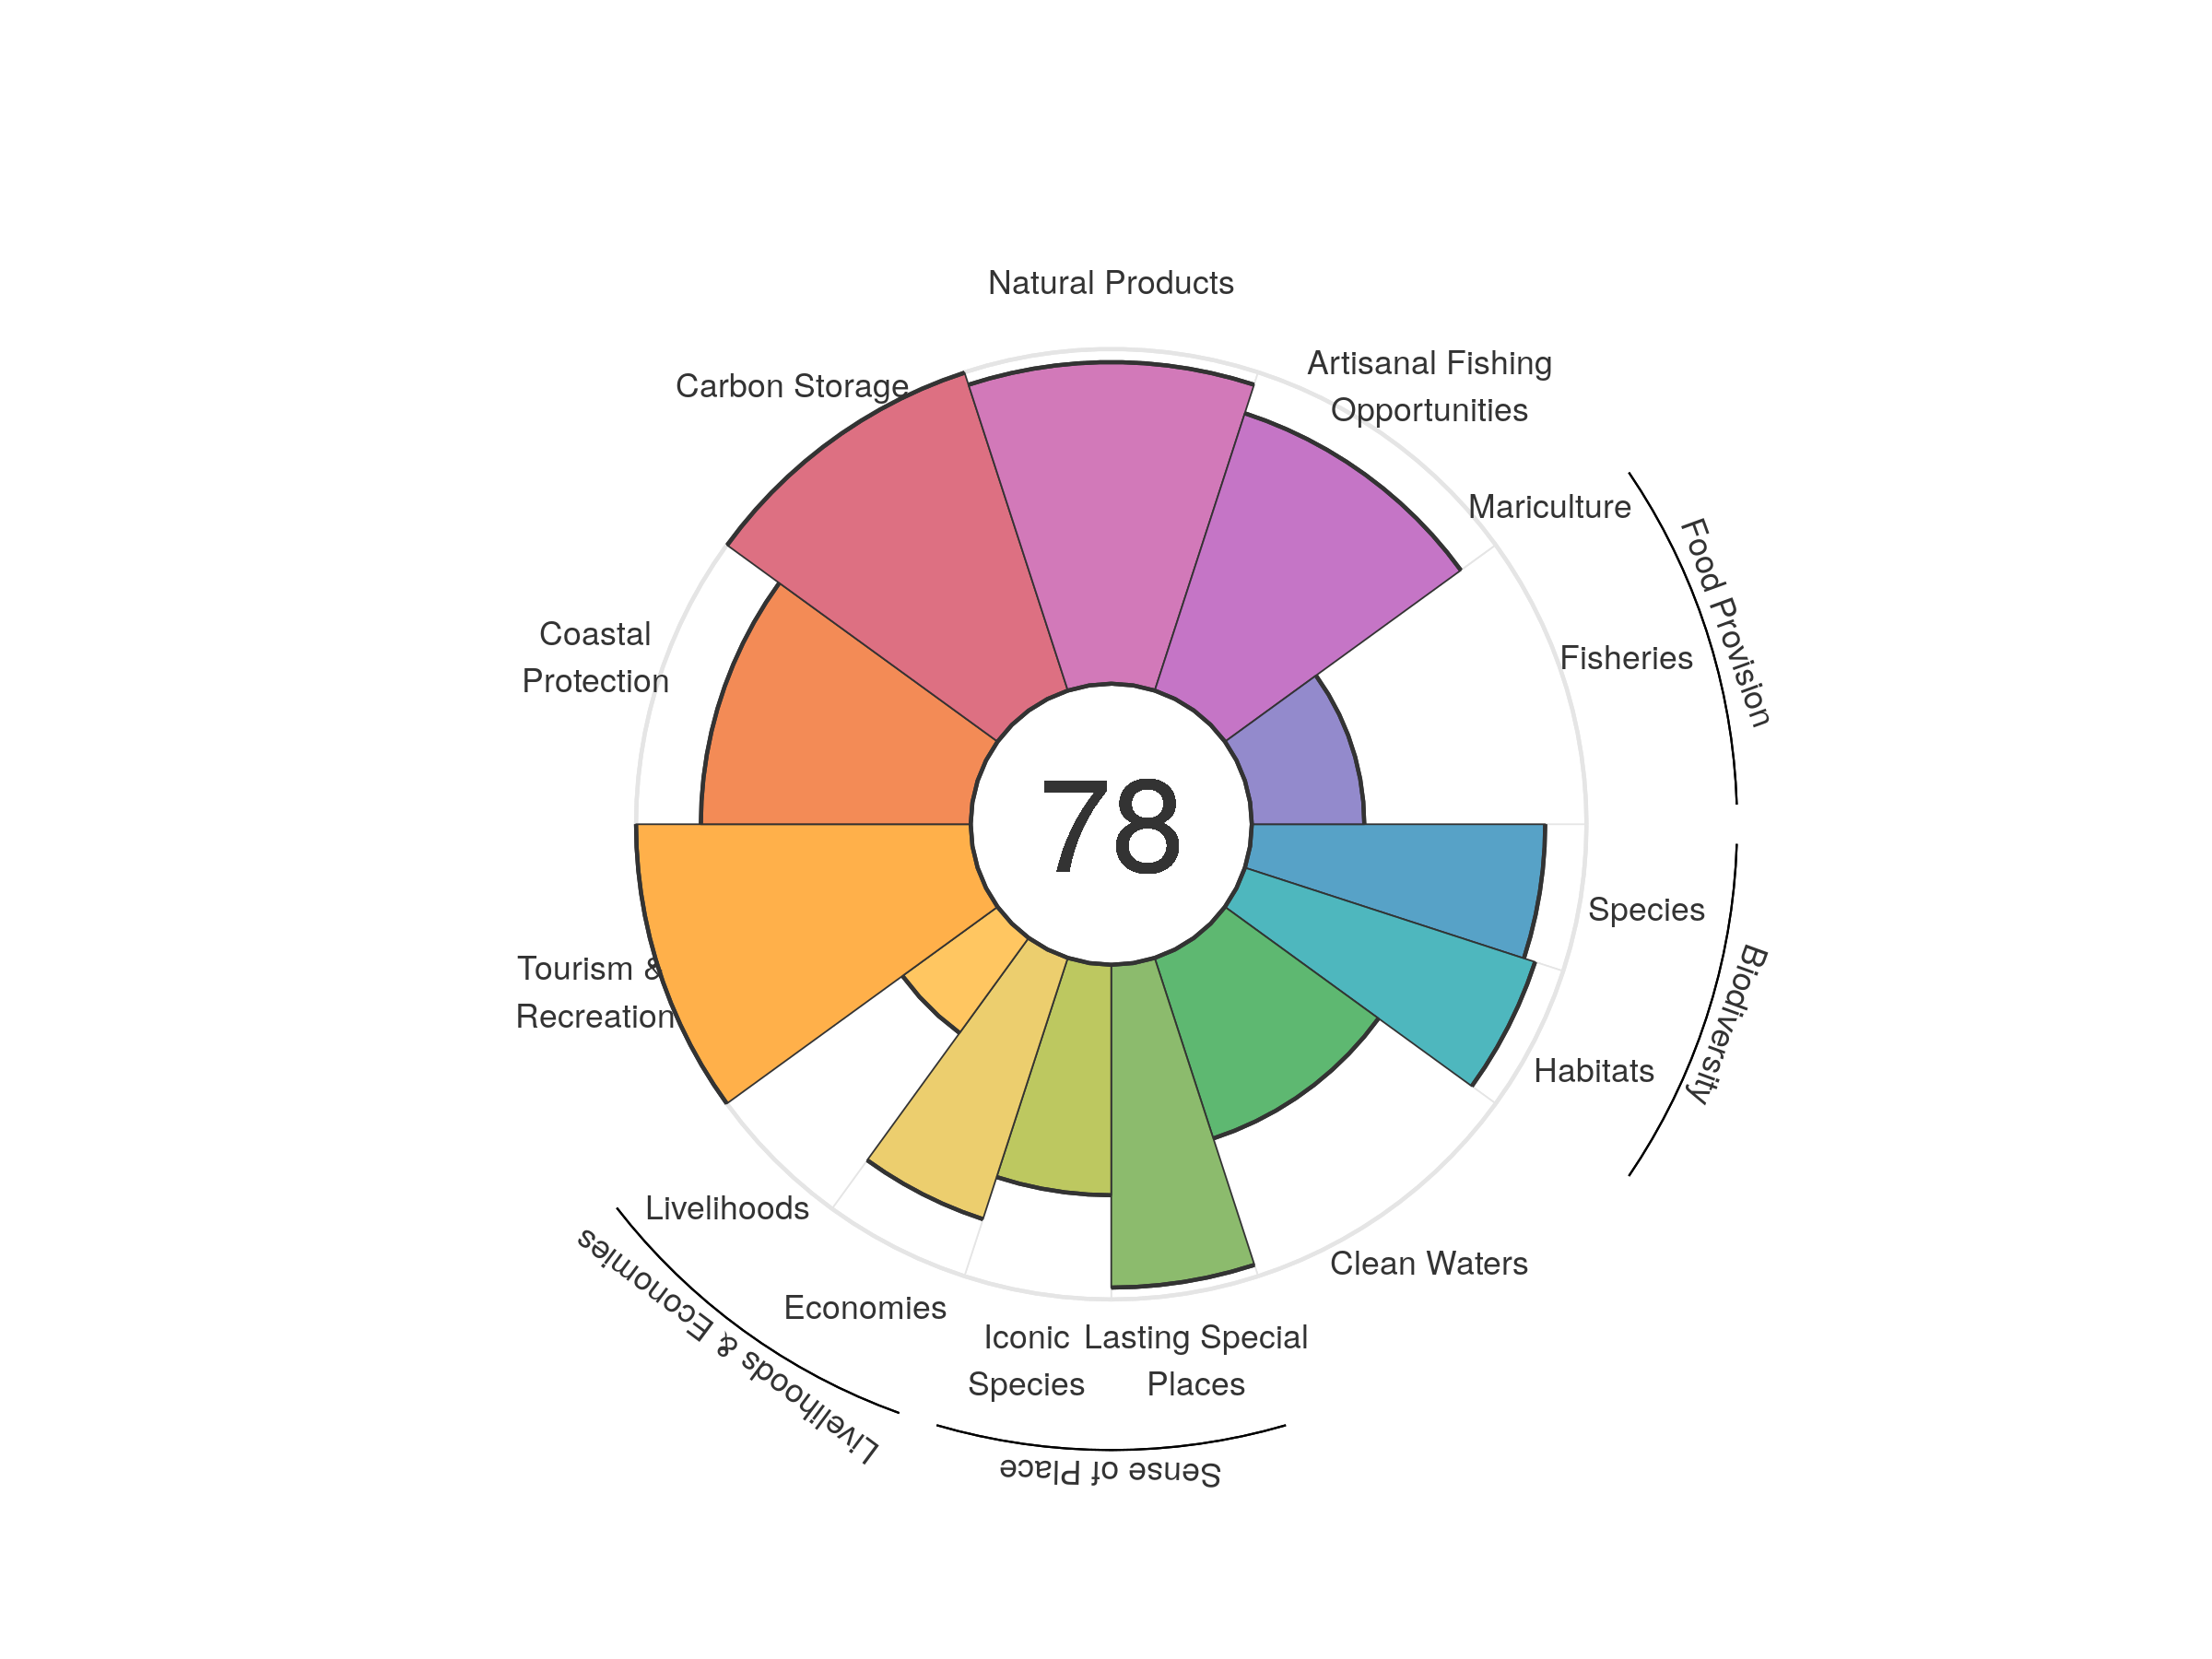 Natural Products
Artisanal Fishing
Opportunities
Carbon Storage
Mariculture
Food Provision
Coastal
Protection
Fisheries
78
Species
Biodiversity
Tourism &
Recreation
Habitats
Livelihoods
Clean Waters
Economies
Livelihoods & Economies
Iconic
Species
Lasting Special
Places
Sense of Place